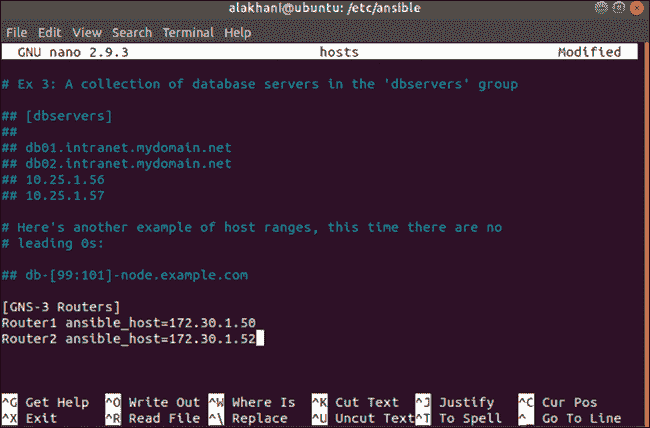 alakhani@ubuntu: /etc/ansible
File Edit View Search Terminal Help
GNU nano 2.9.3 hosts Modified
# Ex 3: A collection of database servers in the 'dbservers' group
## [dbservers]
##
## db01.intranet.mydomain.net
## db02.intranet.mydomain.net
## 10.25.1.56
## 10.25.1.57
# Here's another example of host ranges, this time there are no
# leading 0s:
## db-[99:101]-node.example.com
[GNS-3 Routers]
Router1 ansible_host=172.30.1.50
Router2 ansible_host=172.30.1.52
^G Get Help ^O Write Out ^W Where Is ^K Cut Text ^J Justify ^C Cur Pos
^X Exit ^R Read File ^\ Replace ^U Uncut Text ^T To Spell ^_ Go To Line